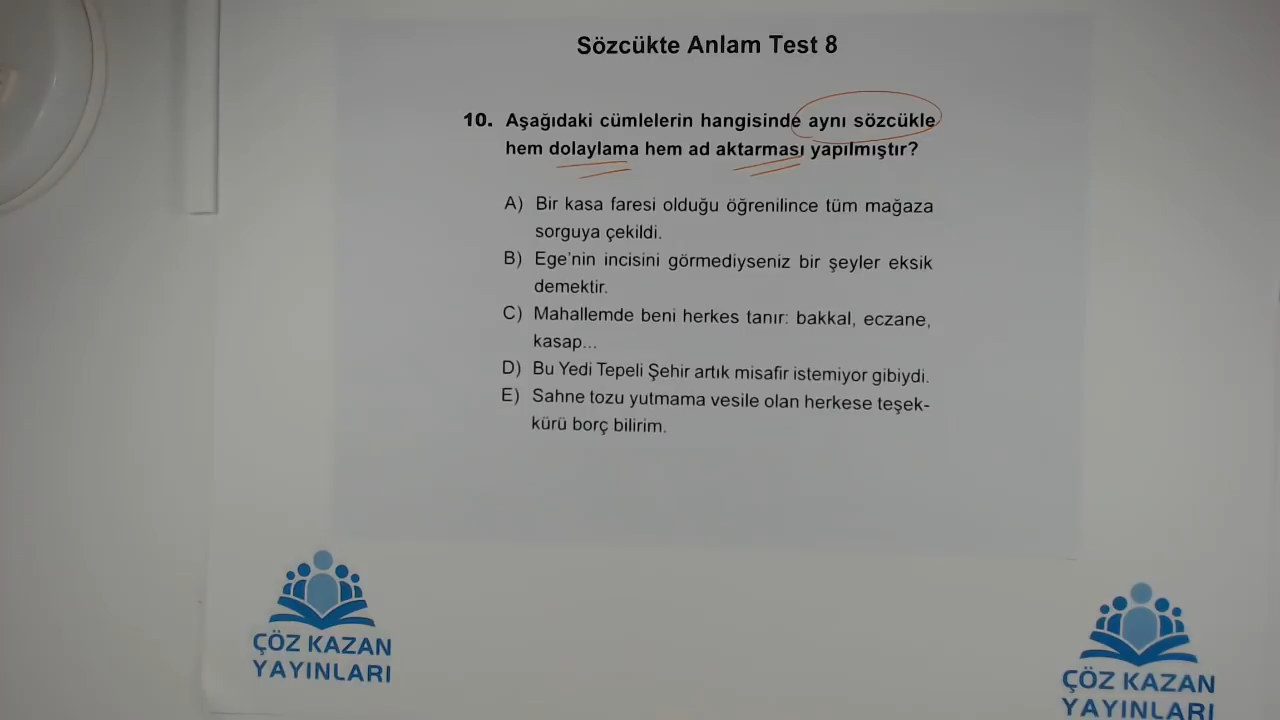 Sözcükte Anlam Test 8
10. Aşağıdaki cümlelerin hangisinde aynı sözcükle
hem dolaylama hem ad aktarması yapılmıştır?
A) Bir kasa faresi olduğu öğrenilince tüm mağaza
sorguya çekildi.
B) Ege'nin incisini görmediyseniz bir şeyler eksik
demektir.
C) Mahallemde beni herkes tanır: bakkal, eczane,
kasap...
D) Bu Yedi Tepeli Şehir artık misafir istemiyor gibiydi.
E) Sahne tozu yutmama vesile olan herkese teşek-
kürü borç bilirim.
ÇÖZ KAZAN
YAYINLARI
ÇÖZ KAZAN
YAYINLARI